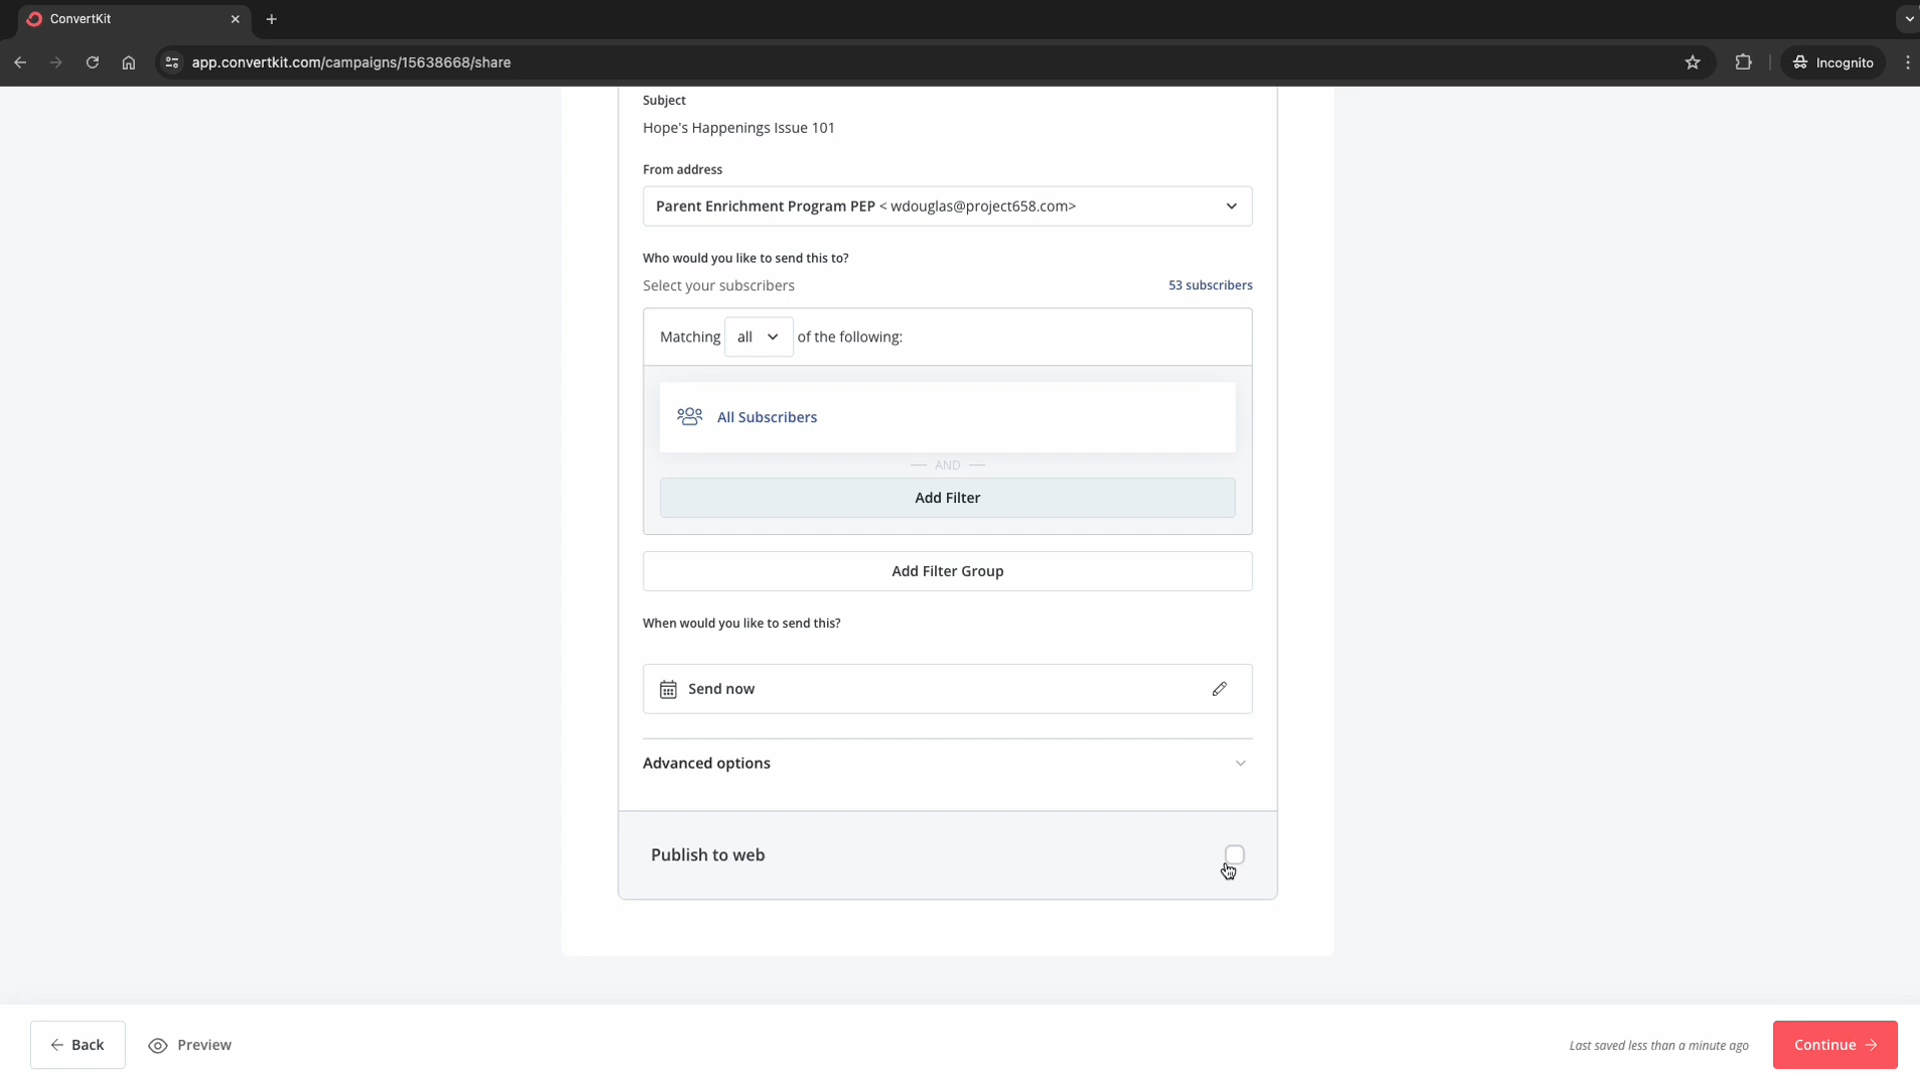 ConvertKit
app.convertkit.com/campaigns/15638668/share
Incognito
Subject
Hope's Happenings Issue 101
From address
Parent Enrichment Program PEP < wdouglas@project658.com>
Who would you like to send this to?
Select your subscribers
53 subscribers
Matching all of the following:
All Subscribers
AND
Add Filter
Add Filter Group
When would you like to send this?
Send now
Advanced options
Publish to web
Back
Preview
Last saved less than a minute ago
Continue